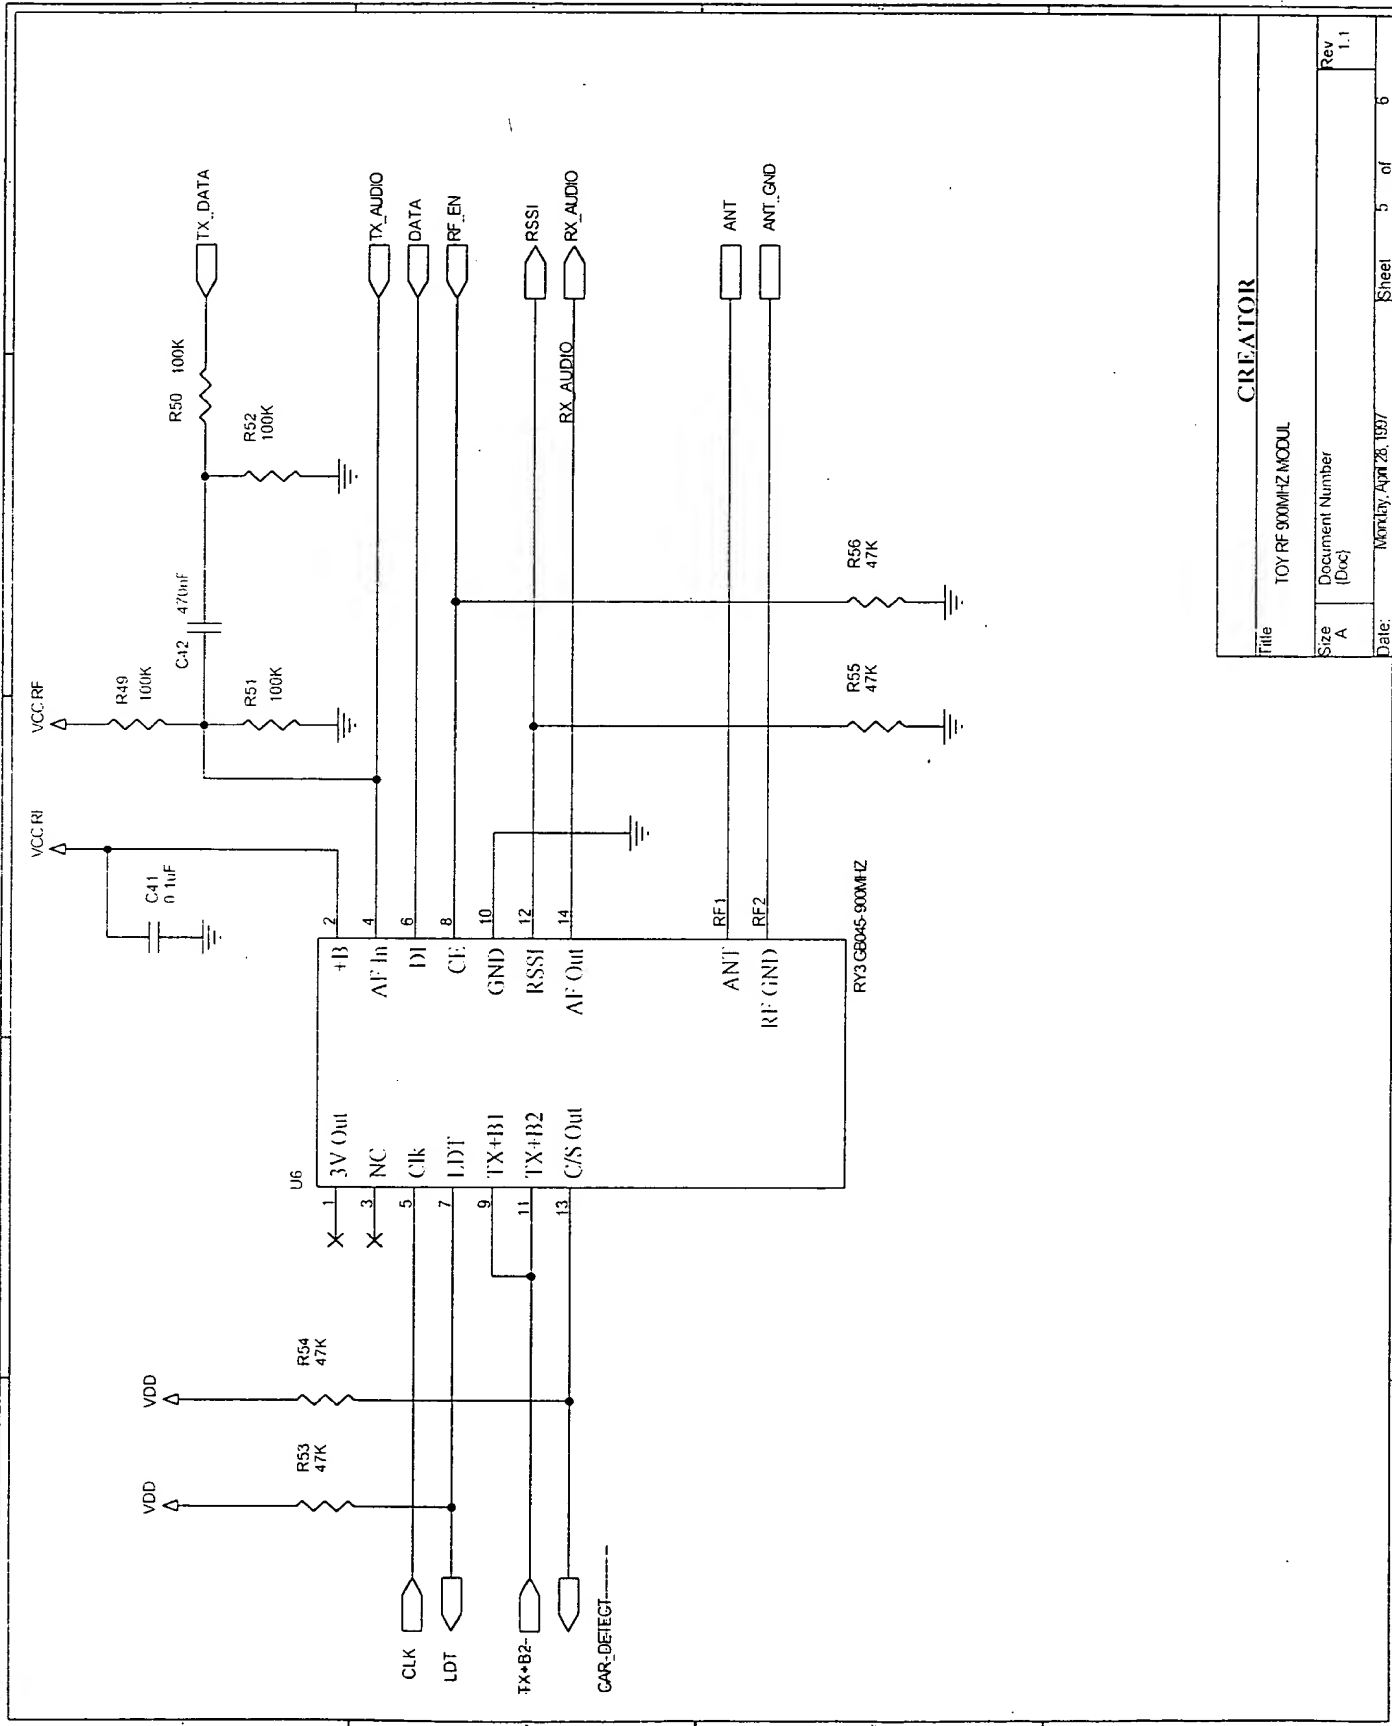 VCC.RF
R49
100K
C42
470nF
R50 100K
TX_DATA
R51
100K
R52
100K
C41
0.1uF
TX_AUDIO
DATA
RF_EN
RSSI
RX_AUDIO
RX_AUDIO
ANT
ANT_GND
VDD
VDD
R53
47K
R54
47K
R55
47K
R56
47K
U6
1 3V Out
3 NC
5 Clk
7 LDT
9 TX+B1
11 TX+B2
13 C/S Out
+B 2
AF In 4
DI 6
CE 8
GND 10
RSSI 12
AF Out 14
ANT RF1
RF GND RF2
RY3 GB045-900MHZ
CLK
LDT
TX+B2
CAR_DETECT
CREATOR
Title
TOY RF 900MHZ MODUL
Size
A
Document Number
{Doc}
Rev
1.1
Date: Monday, April 28, 1997
Sheet 5 of 6